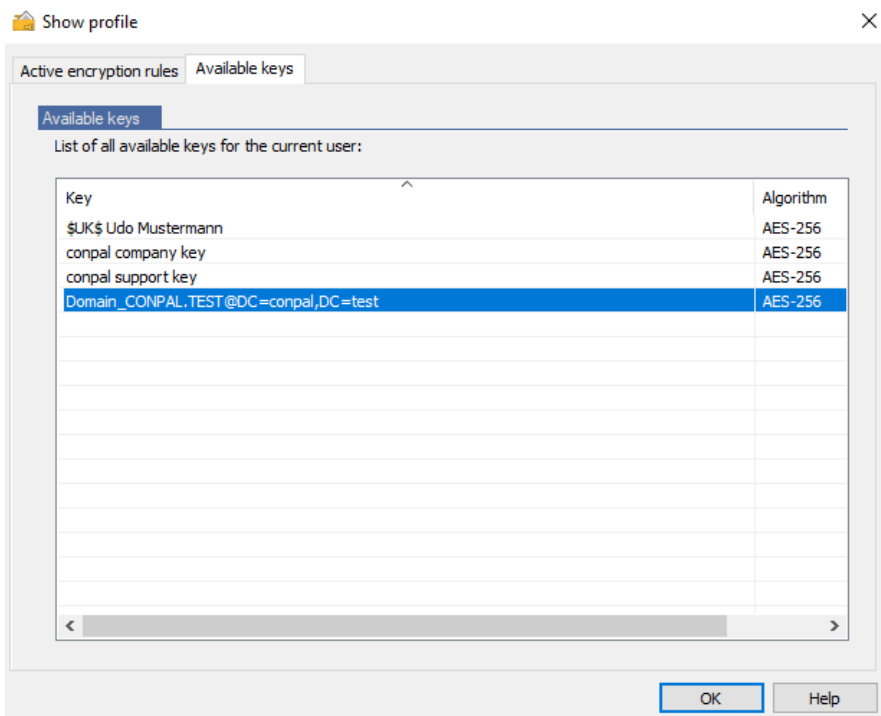 Show profile
Active encryption rules
Available keys
Available keys
List of all available keys for the current user:
Key Algorithm
$UK$ Udo Mustermann AES-256
conpal company key AES-256
conpal support key AES-256
Domain_CONPAL.TEST@DC=conpal,DC=test AES-256
OK
Help